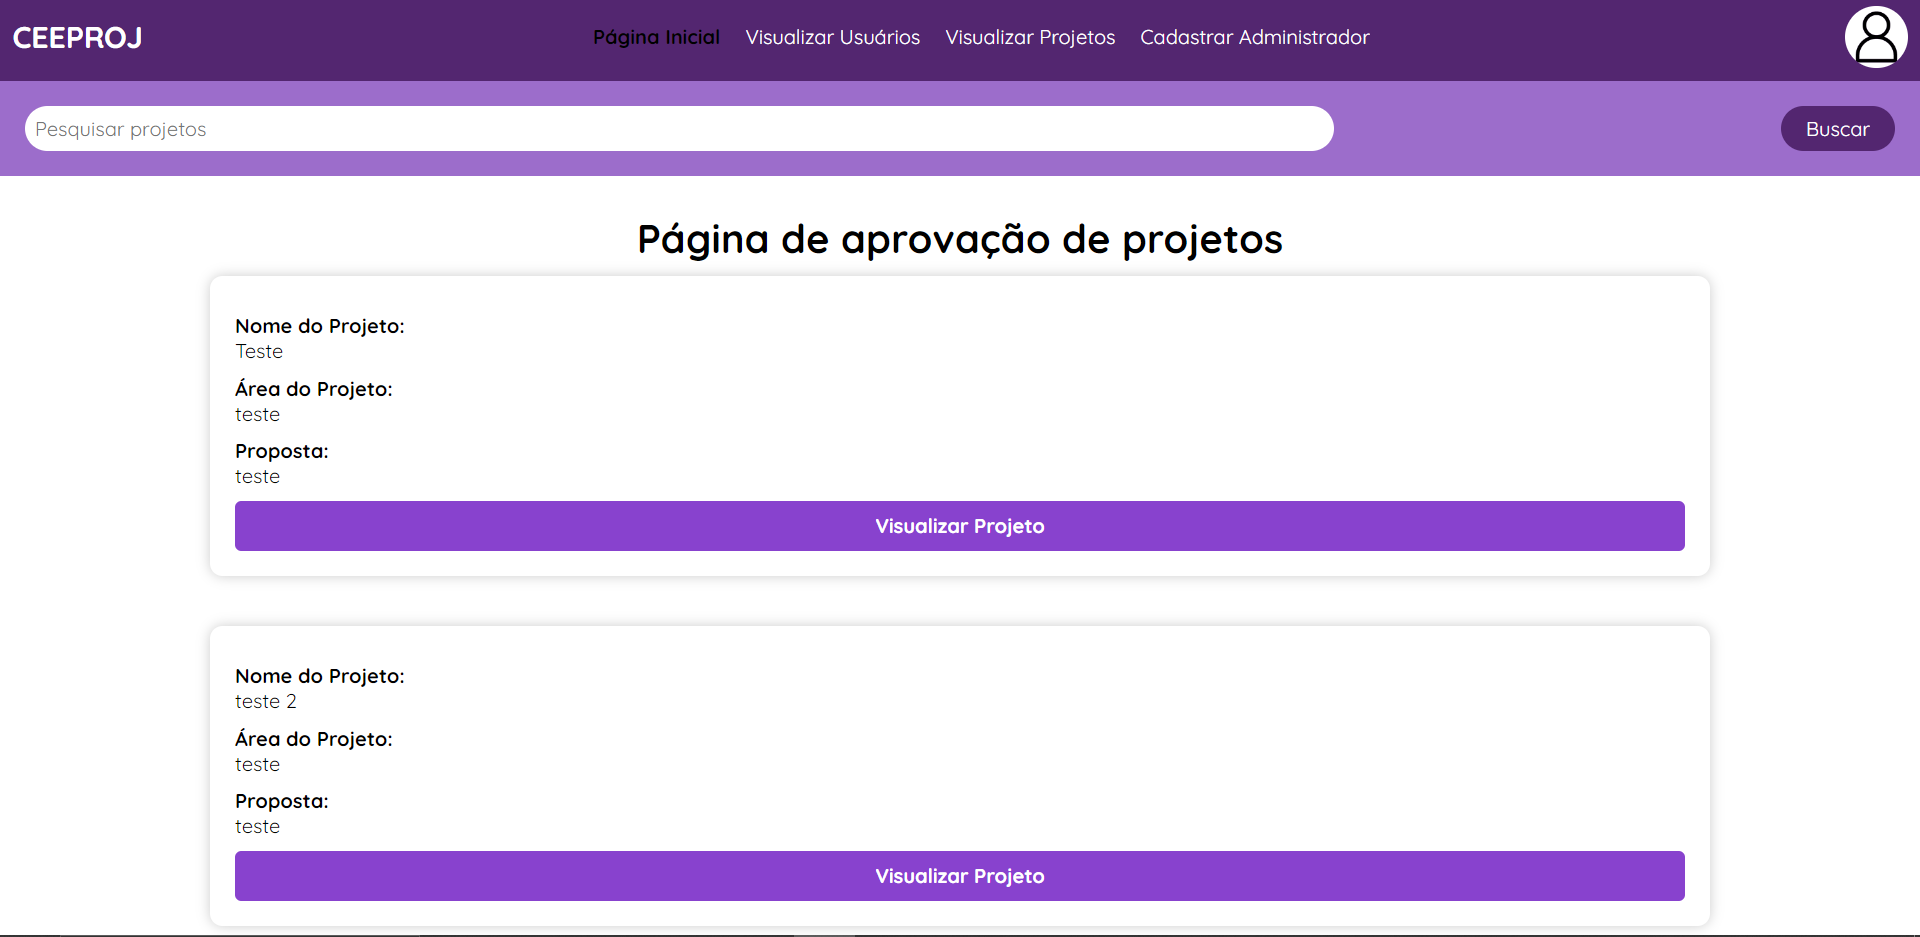 CEEPROJ
Página Inicial Visualizar Usuários Visualizar Projetos Cadastrar Administrador
Pesquisar projetos
Buscar
Página de aprovação de projetos
Nome do Projeto:
Teste
Área do Projeto:
teste
Proposta:
teste
Visualizar Projeto
Nome do Projeto:
teste 2
Área do Projeto:
teste
Proposta:
teste
Visualizar Projeto